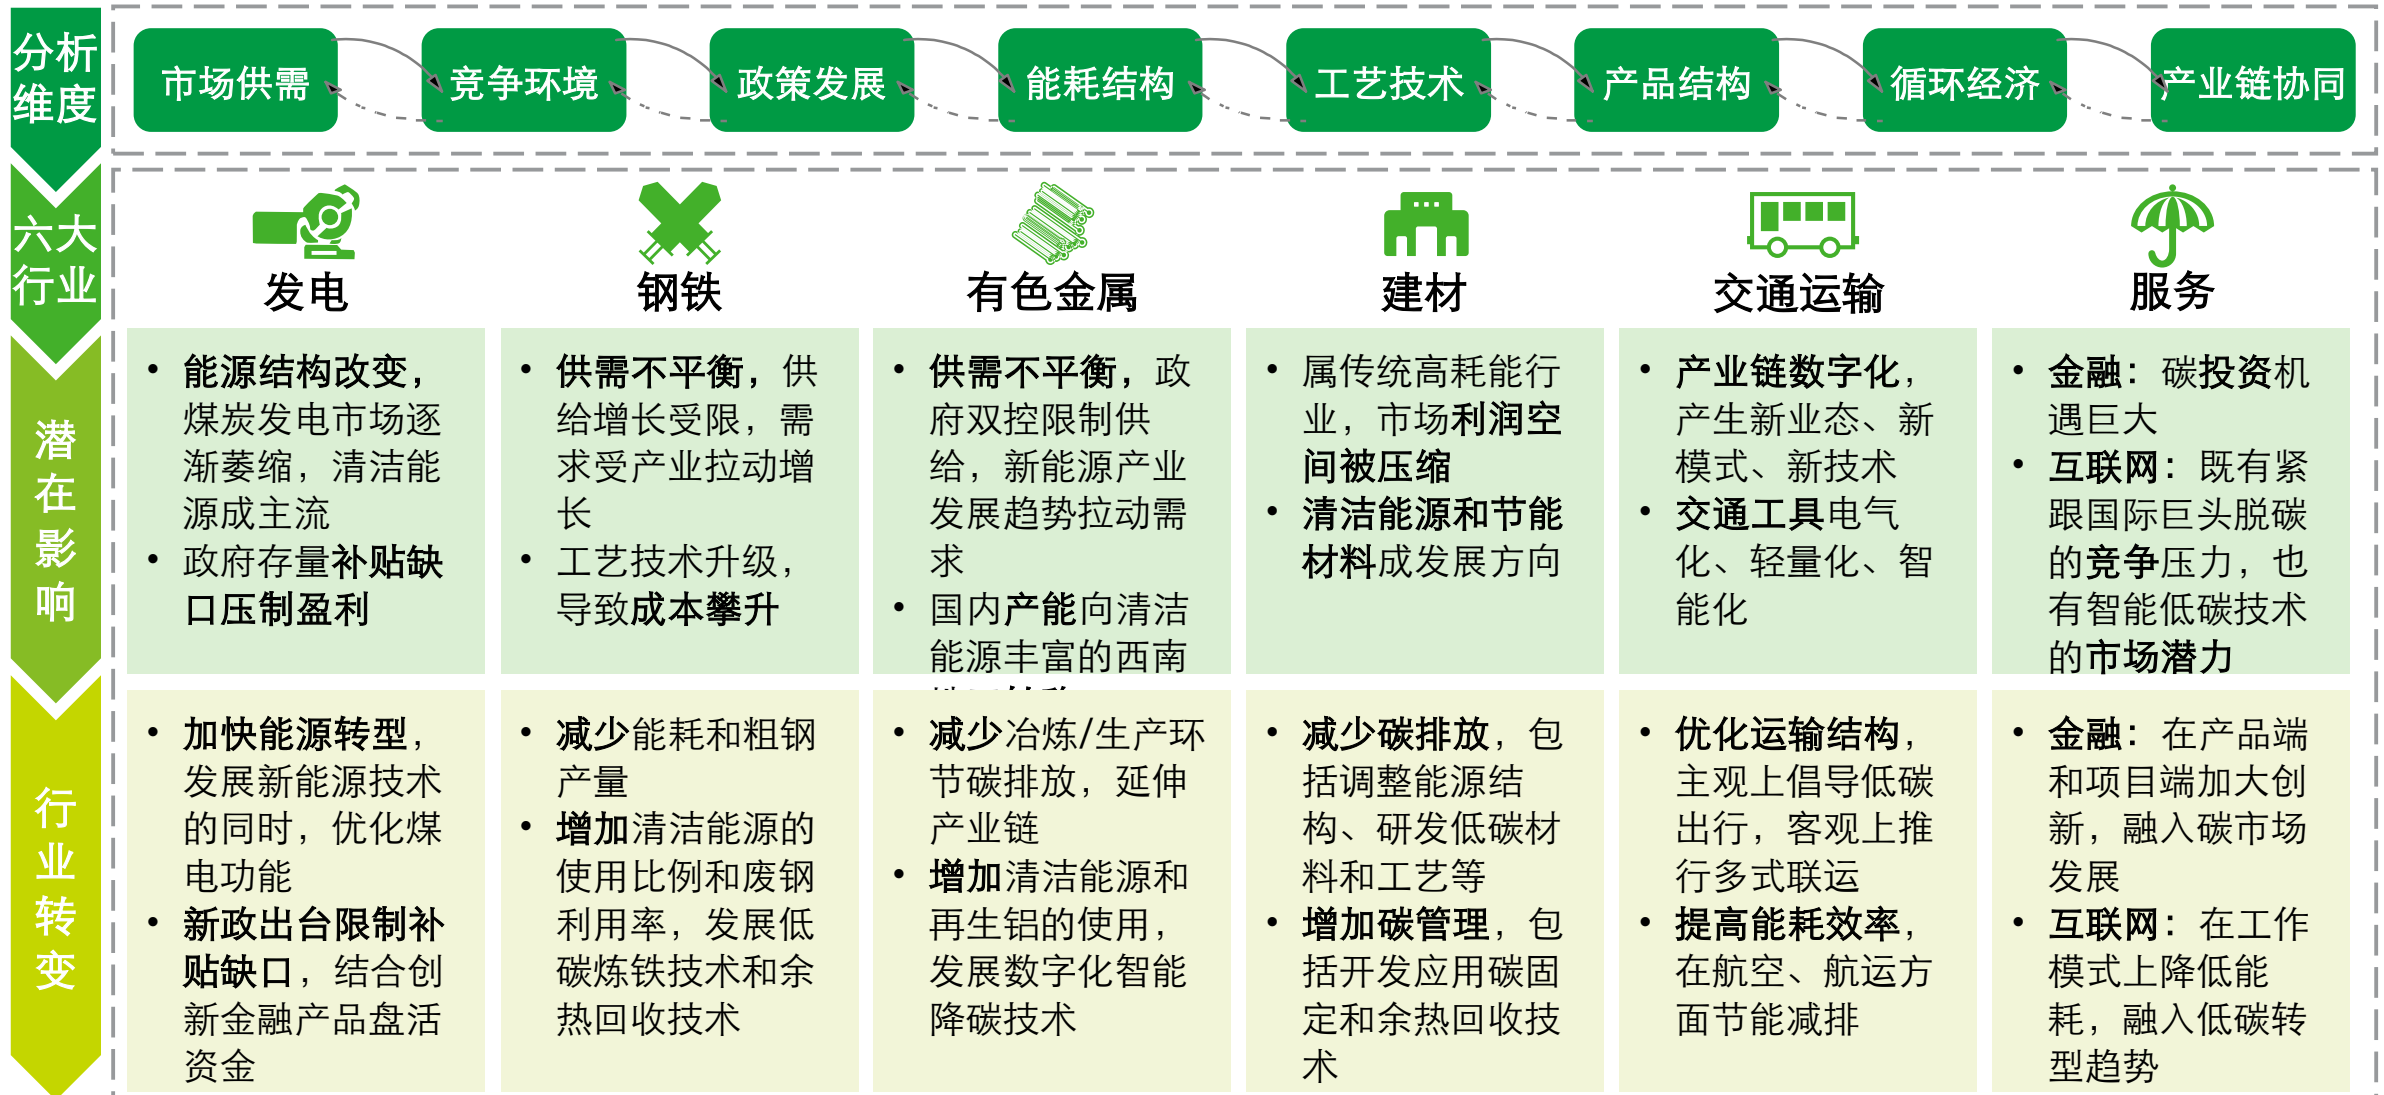 分析
维度
市场供需
竞争环境
政策发展
能耗结构
工艺技术
产品结构
循环经济
产业链协同
六大
行业
发电
钢铁
有色金属
建材
交通运输
服务
潜
在
影
响
• 能源结构改变，
煤炭发电市场逐
渐萎缩，清洁能
源成主流
• 政府存量补贴缺
口压制盈利
• 供需不平衡，供
给增长受限，需
求受产业拉动增
长
• 工艺技术升级，
导致成本攀升
• 供需不平衡，政
府双控限制供
给，新能源产业
发展趋势拉动需
求
• 国内产能向清洁
能源丰富的西南
• 属传统高耗能行
业，市场利润空
间被压缩
• 清洁能源和节能
材料成发展方向
• 产业链数字化，
产生新业态、新
模式、新技术
• 交通工具电气
化、轻量化、智
能化
• 金融：碳投资机
遇巨大
• 互联网：既有紧
跟国际巨头脱碳
的竞争压力，也
有智能低碳技术
的市场潜力
行
业
转
变
• 加快能源转型，
发展新能源技术
的同时，优化煤
电功能
• 新政出台限制补
贴缺口，结合创
新金融产品盘活
资金
• 减少能耗和粗钢
产量
• 增加清洁能源的
使用比例和废钢
利用率，发展低
碳炼铁技术和余
热回收技术
• 减少冶炼/生产环
节碳排放，延伸
产业链
• 增加清洁能源和
再生铝的使用，
发展数字化智能
降碳技术
• 减少碳排放，包
括调整能源结
构、研发低碳材
料和工艺等
• 增加碳管理，包
括开发应用碳固
定和余热回收技
术
• 优化运输结构，
主观上倡导低碳
出行，客观上推
行多式联运
• 提高能耗效率，
在航空、航运方
面节能减排
• 金融：在产品端
和项目端加大创
新，融入碳市场
发展
• 互联网：在工作
模式上降低能
耗，融入低碳转
型趋势